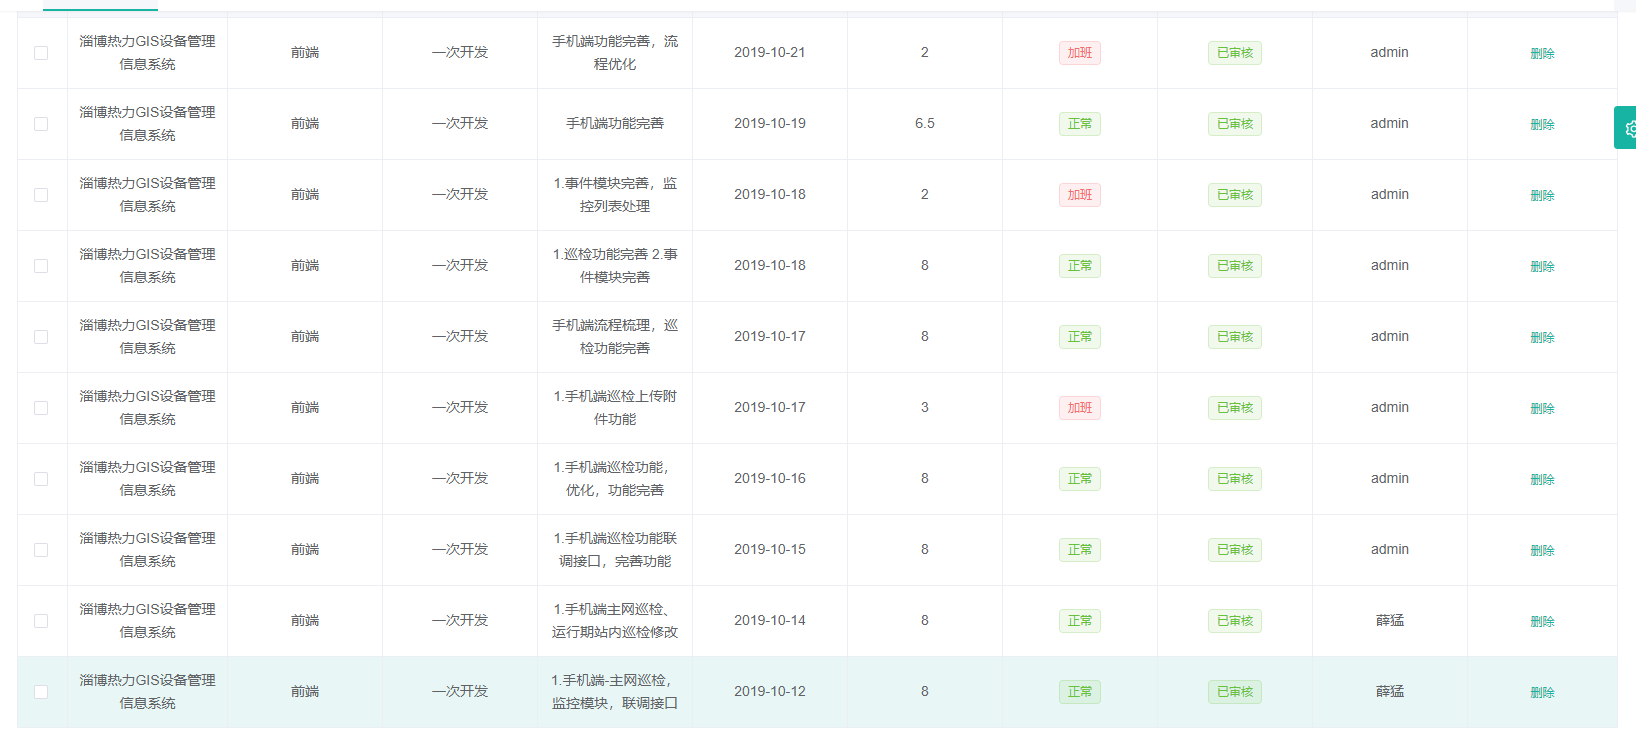 淄博热力GIS设备管理
信息系统
前端
一次开发
手机端功能完善，流
程优化
2019-10-21
2
加班
已审核
admin
删除
淄博热力GIS设备管理
信息系统
前端
一次开发
手机端功能完善
2019-10-19
6.5
正常
已审核
admin
删除
淄博热力GIS设备管理
信息系统
前端
一次开发
1.事件模块完善，监
控列表处理
2019-10-18
2
加班
已审核
admin
删除
淄博热力GIS设备管理
信息系统
前端
一次开发
1.巡检功能完善 2.事
件模块完善
2019-10-18
8
正常
已审核
admin
删除
淄博热力GIS设备管理
信息系统
前端
一次开发
手机端流程梳理，巡
检功能完善
2019-10-17
8
正常
已审核
admin
删除
淄博热力GIS设备管理
信息系统
前端
一次开发
1.手机端巡检上传附
件功能
2019-10-17
3
加班
已审核
admin
删除
淄博热力GIS设备管理
信息系统
前端
一次开发
1.手机端巡检功能，
优化，功能完善
2019-10-16
8
正常
已审核
admin
删除
淄博热力GIS设备管理
信息系统
前端
一次开发
1.手机端巡检功能联
调接口，完善功能
2019-10-15
8
正常
已审核
admin
删除
淄博热力GIS设备管理
信息系统
前端
一次开发
1.手机端主网巡检、
运行期站内巡检修改
2019-10-14
8
正常
已审核
薛猛
删除
淄博热力GIS设备管理
信息系统
前端
一次开发
1.手机端-主网巡检，
监控模块，联调接口
2019-10-12
8
正常
已审核
薛猛
删除